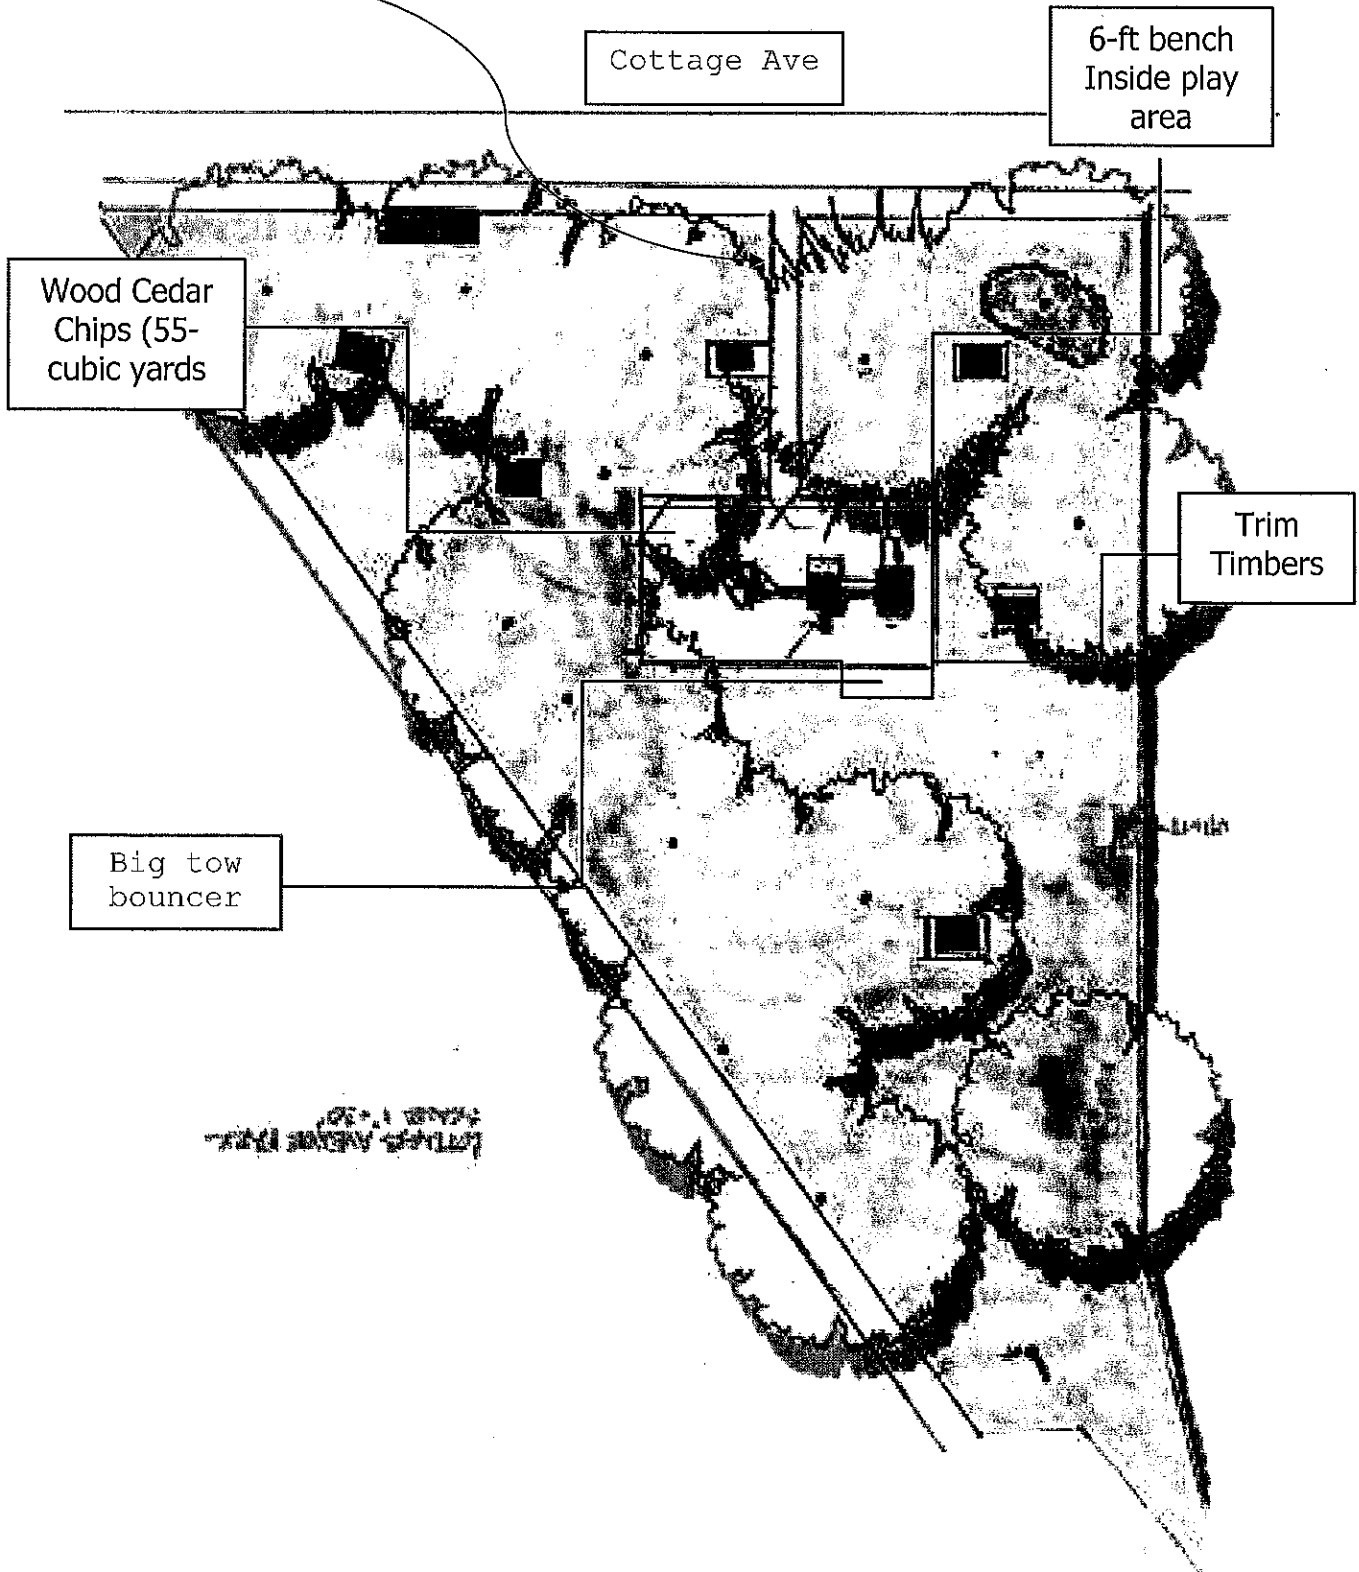 Cottage Ave
6-ft bench
Inside play
area
Wood Cedar
Chips (55-
cubic yards
Trim
Timbers
Big tow
bouncer